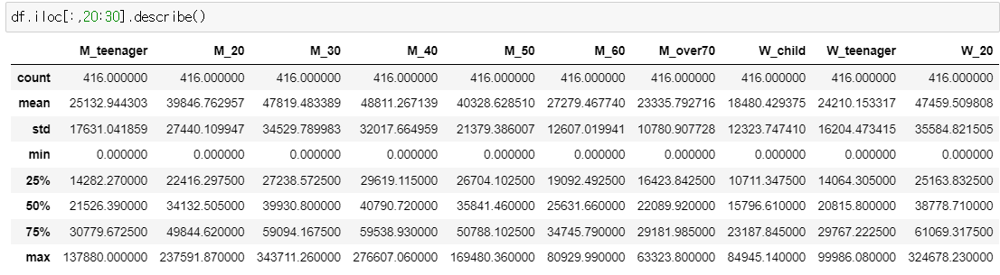 df.iloc[:,20:30].describe()
M_teenager M_20 M_30 M_40 M_50 M_60 M_over70 W_child W_teenager W_20
count 416.000000 416.000000 416.000000 416.000000 416.000000 416.000000 416.000000 416.000000 416.000000 416.000000
mean 25132.944303 39846.762957 47819.483389 48811.267139 40328.628510 27279.467740 23335.792716 18480.429375 24210.153317 47459.509808
std 17631.041859 27440.109947 34529.789983 32017.664959 21379.386007 12607.019941 10780.907728 12323.747410 16204.473415 35584.821505
min 0.000000 0.000000 0.000000 0.000000 0.000000 0.000000 0.000000 0.000000 0.000000 0.000000
25% 14282.270000 22416.297500 27238.572500 29619.115000 26704.102500 19092.492500 16423.842500 10711.347500 14064.305000 25163.832500
50% 21526.390000 34132.505000 39930.800000 40790.720000 35841.460000 25631.660000 22089.920000 15796.610000 20815.800000 38778.710000
75% 30779.672500 49844.620000 59094.167500 59538.930000 50788.102500 34745.790000 29181.985000 23187.845000 29767.222500 61069.317500
max 137880.000000 237591.870000 343711.260000 276607.060000 169480.360000 80929.990000 63323.800000 84945.140000 99986.080000 324678.230000